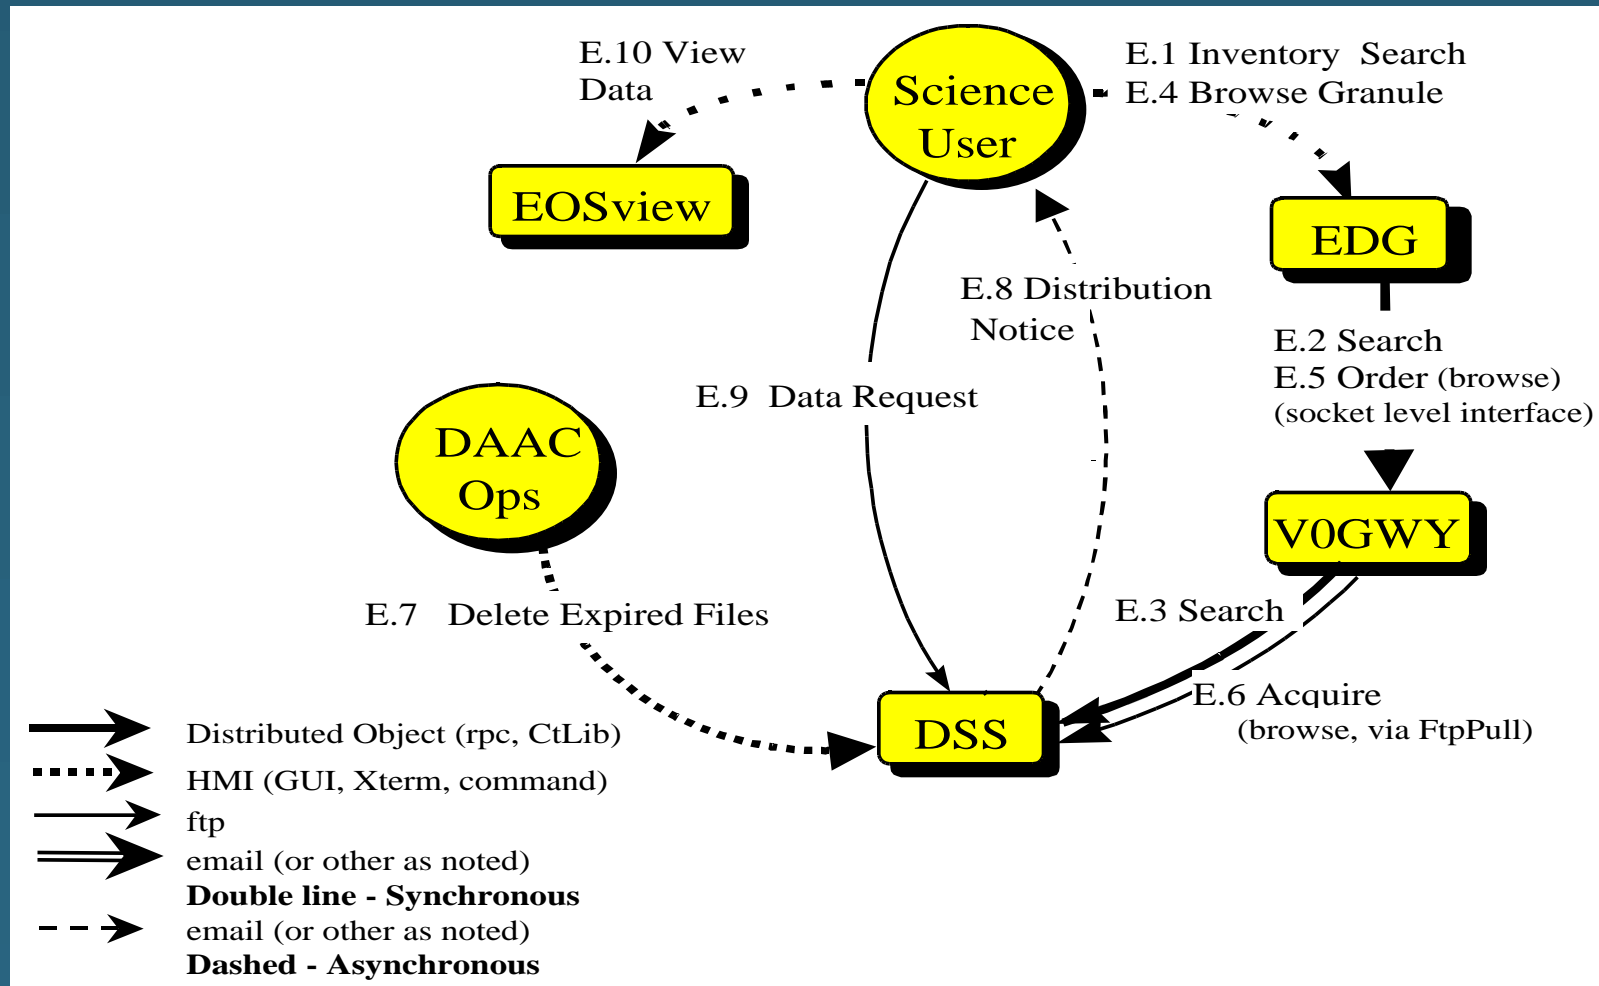 E.10 View
Data
Science
User
E.1 Inventory Search
E.4 Browse Granule
EOSview
EDG
E.8 Distribution
Notice
E.2 Search
E.5 Order (browse)
(socket level interface)
E.9 Data Request
DAAC
Ops
V0GWY
E.7 Delete Expired Files
E.3 Search
E.6 Acquire
(browse, via FtpPull)
DSS
Distributed Object (rpc, CtLib)
HMI (GUI, Xterm, command)
ftp
email (or other as noted)
Double line - Synchronous
email (or other as noted)
Dashed - Asynchronous